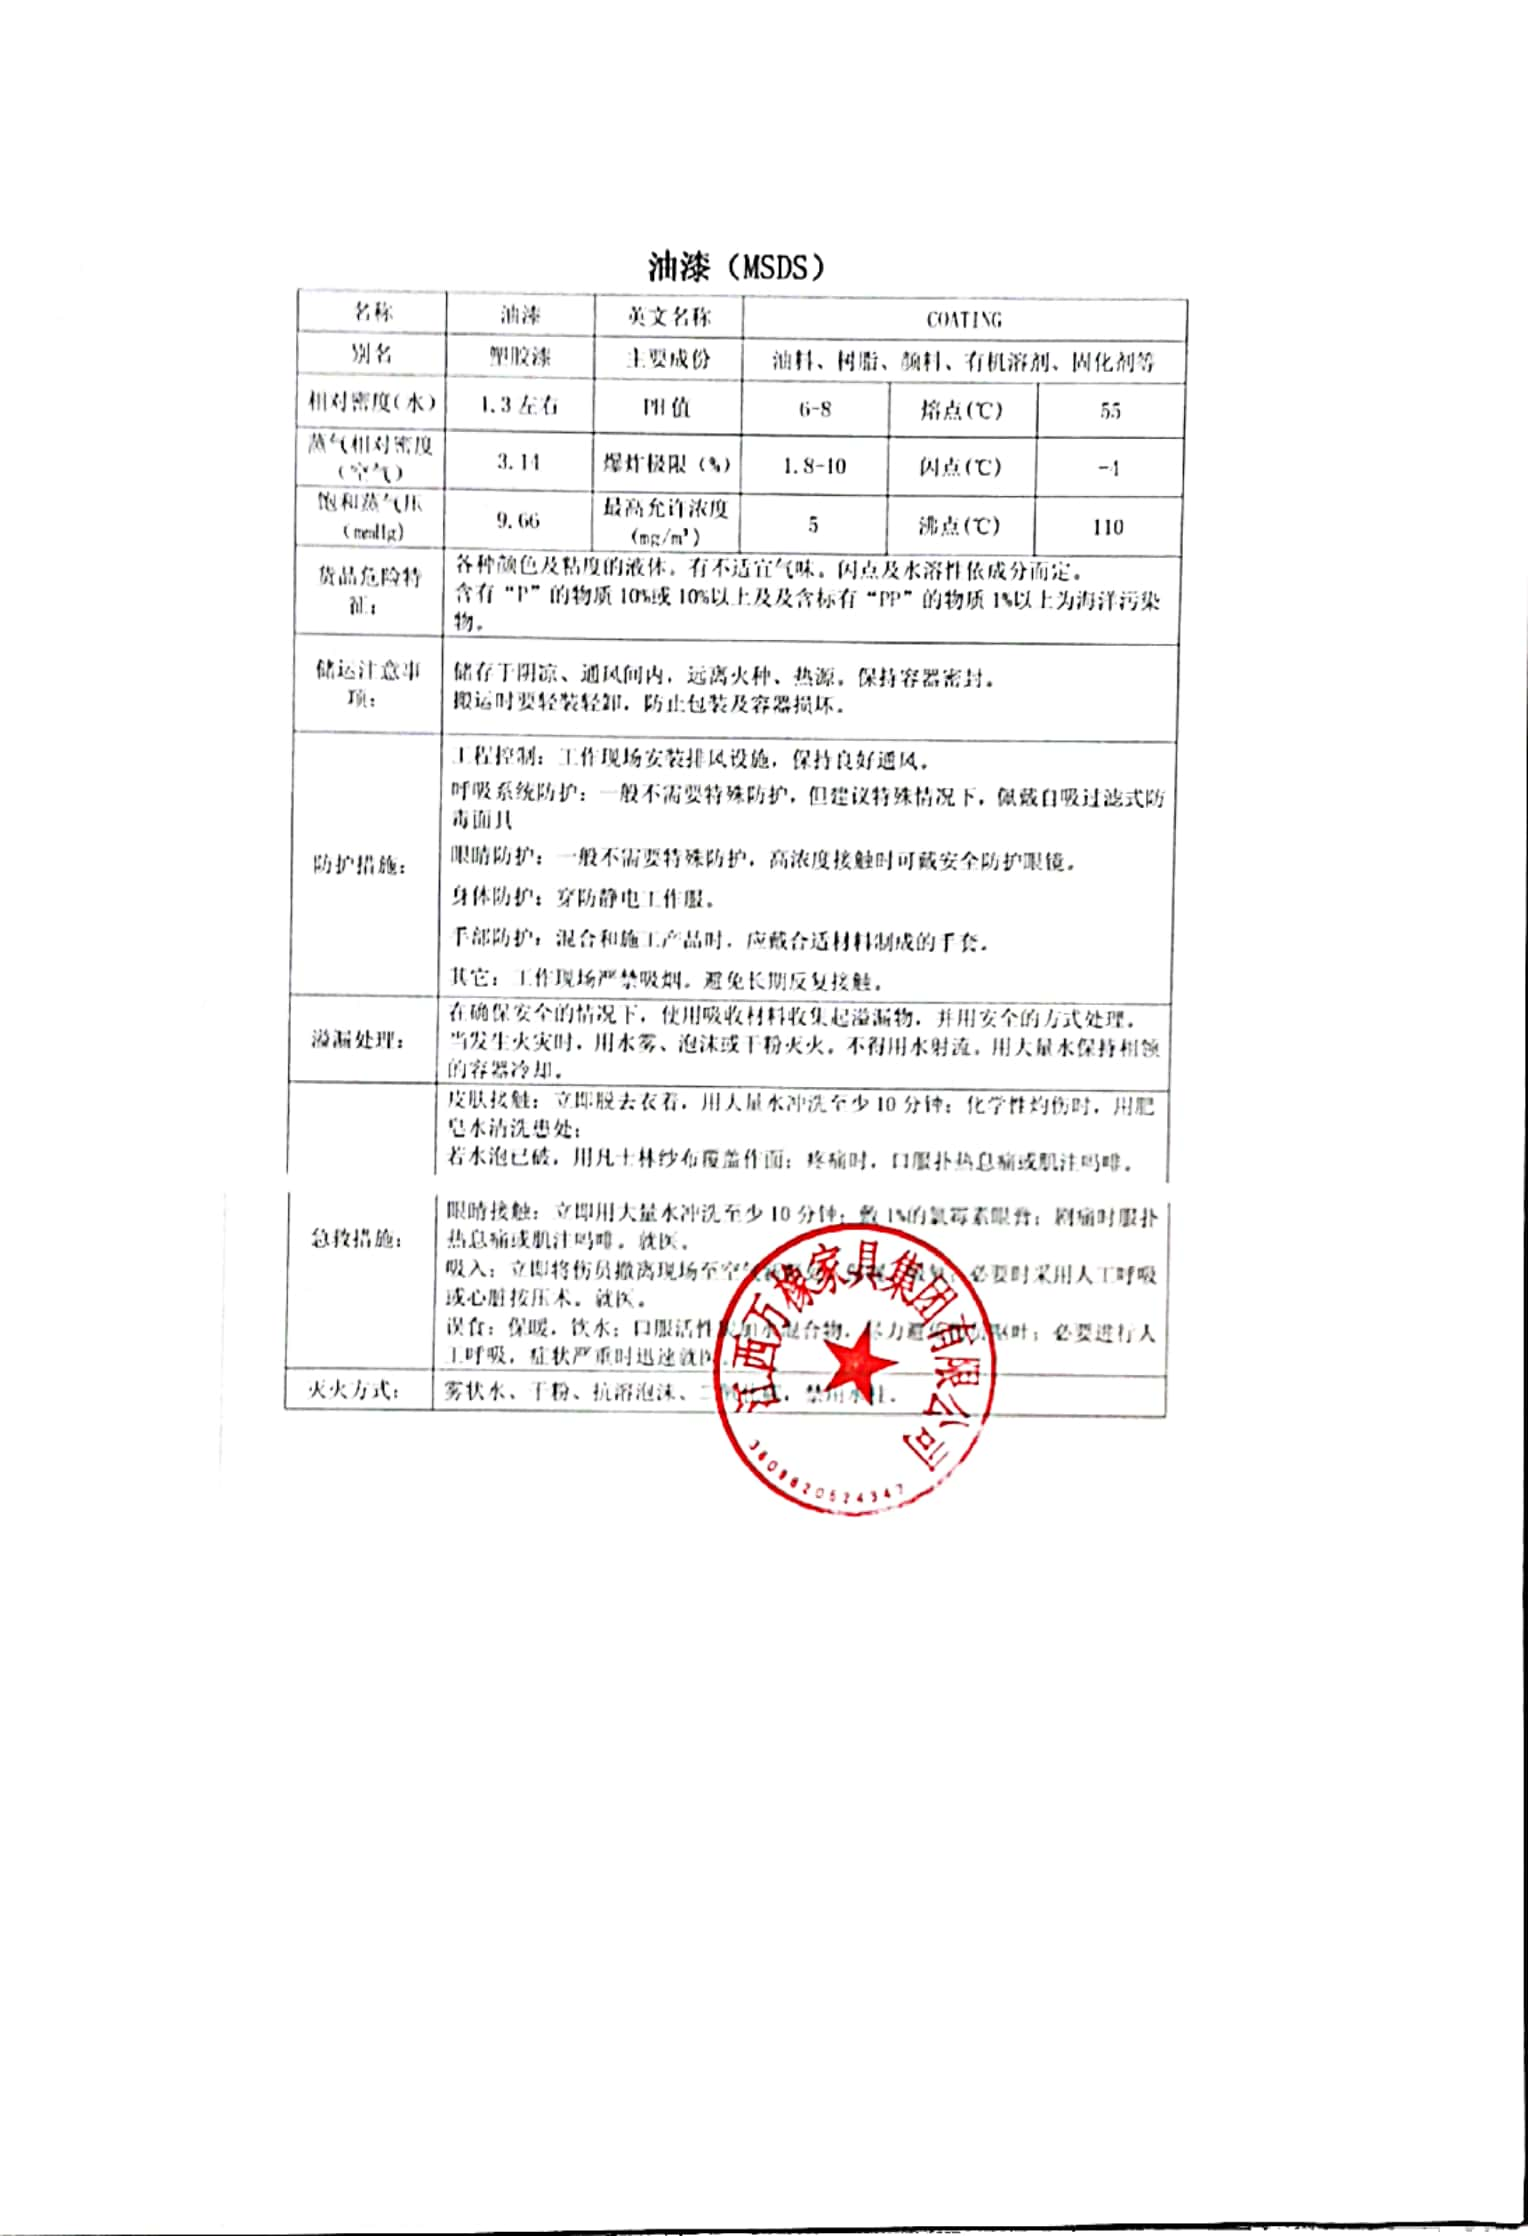 油漆（MSDS）
名称 油漆 英文名称 COATING
别名 塑胶漆 主要成份 油料、树脂、颜料、有机溶剂、固化剂等
相对密度(水) 1.3左右 PH值 6-8 熔点(℃) 55
蒸气相对密度
(空气) 3.14 爆炸极限（%） 1.8-10 闪点(℃) -4
饱和蒸气压
(mmHg) 9.66 最高允许浓度
(mg/m³) 5 沸点(℃) 110
货品危险特
征：
各种颜色及粘度的液体。有不适宜气味。闪点及水溶性依成分而定。
含有“P”的物质10%或10%以上及及含标有“PP”的物质1%以上为海洋污染
物。
储运注意事
项：
储存于阴凉、通风间内，远离火种、热源。保持容器密封。
搬运时要轻装轻卸，防止包装及容器损坏。
防护措施：
工程控制：工作现场安装排风设施，保持良好通风。
呼吸系统防护：一般不需要特殊防护，但建议特殊情况下，佩戴自吸过滤式防
毒面具
眼睛防护：一般不需要特殊防护，高浓度接触时可戴安全防护眼镜。
身体防护：穿防静电工作服。
手部防护：混合和施工产品时，应戴合适材料制成的手套。
其它：工作现场严禁吸烟。避免长期反复接触。
溢漏处理：
在确保安全的情况下，使用吸收材料收集起溢漏物，并用安全的方式处理。
当发生火灾时，用水雾、泡沫或干粉灭火。不得用水射流。用大量水保持相领
的容器冷却。
急救措施：
皮肤接触：立即脱去衣着，用大量水冲洗至少10分钟；化学性灼伤时，用肥
皂水清洗患处；
若水泡已破，用凡士林纱布覆盖作面；疼痛时，口服扑热息痛或肌注吗啡。
眼睛接触：立即用大量水冲洗至少10分钟；敷1%的氯霉素眼膏；剧痛时服扑
热息痛或肌注吗啡。就医。
吸入：立即将伤员撤离现场至空气 必要时采用人工呼吸
或心脏按压术。就医。
误食：保暖，饮水；口服活性炭加水混合物，尽力避免 呕吐；必要进行人
工呼吸，症状严重时迅速就医。
灭火方式： 雾状水、干粉、抗溶泡沫、 禁用水柱。
江西万橡家具集团有限公司
3609820524347